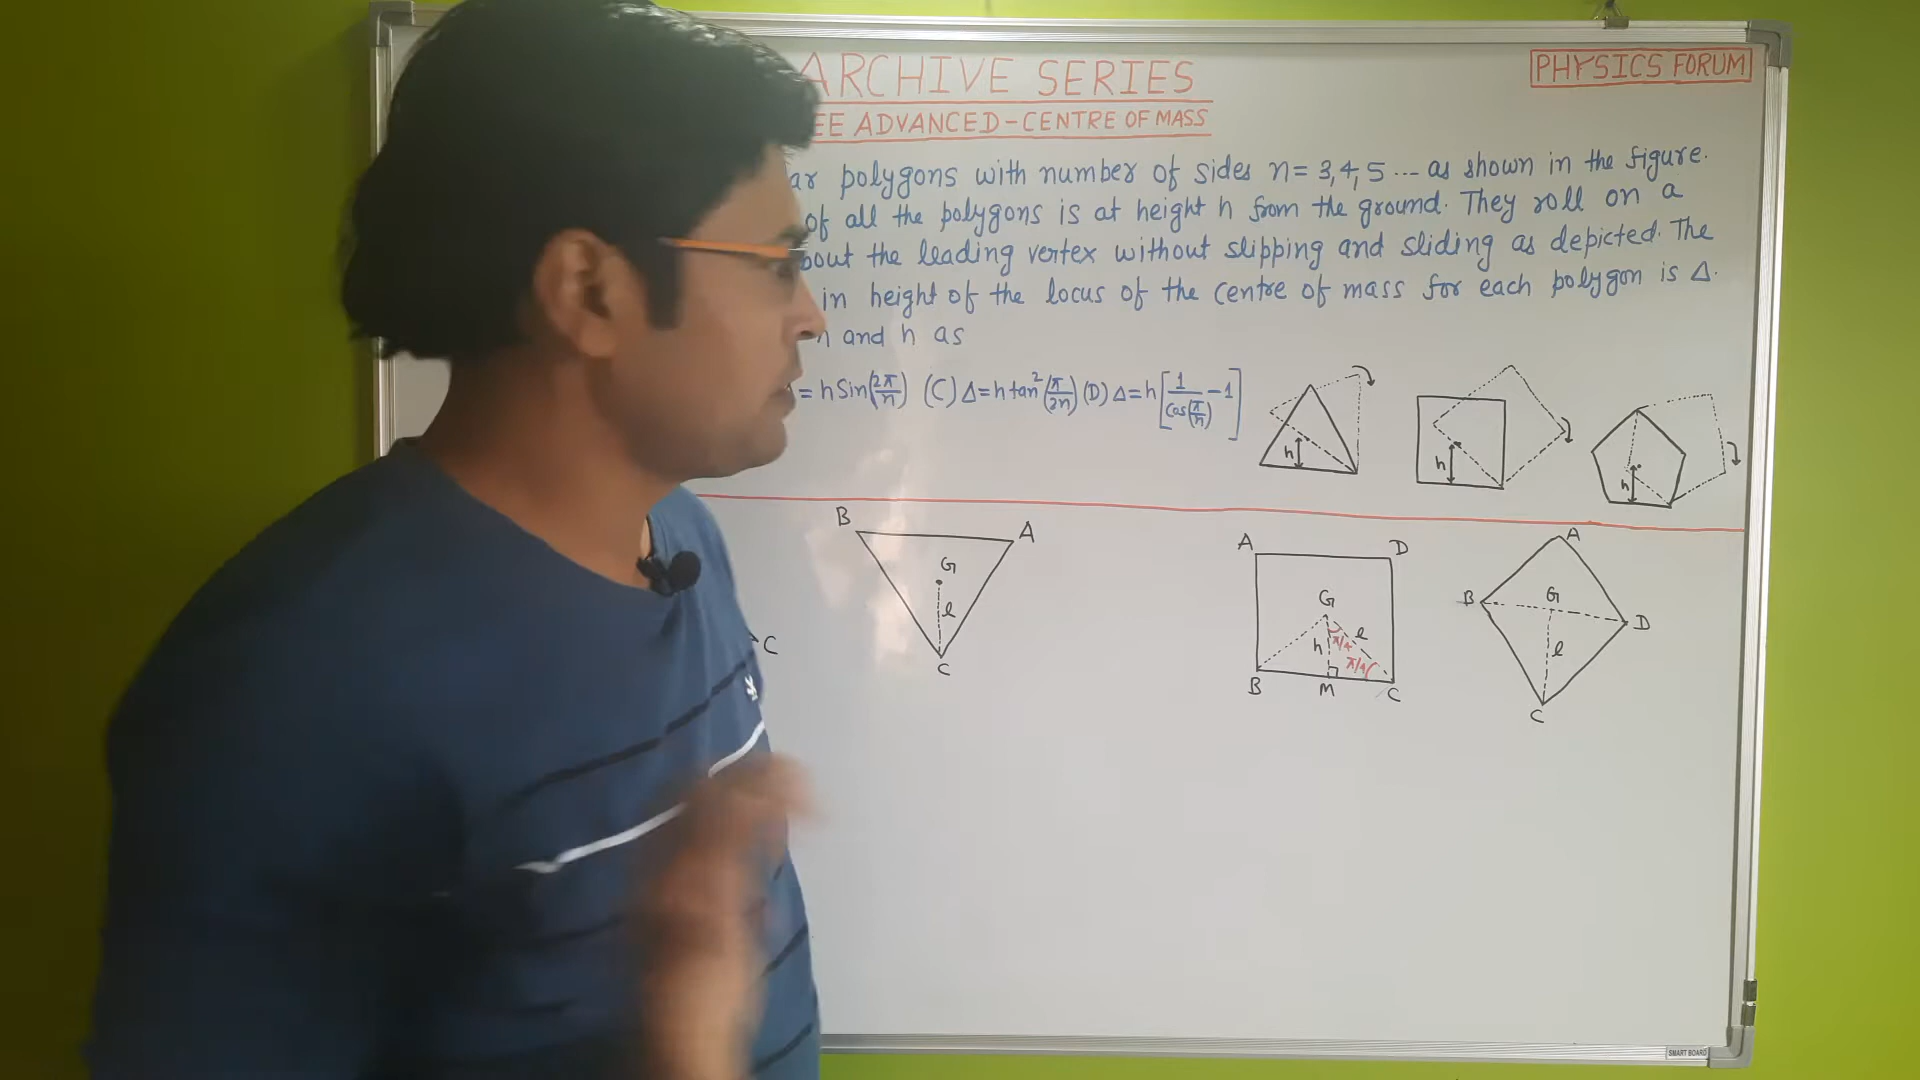 ARCHIVE SERIES
PHYSICS FORUM
EE ADVANCED - CENTRE OF MASS
ar polygons with number of sides n = 3,4,5 --- as shown in the figure.
of all the polygons is at height h from the ground. They roll on a
bout the leading vertex without slipping and sliding as depicted. The
in height of the locus of the centre of mass for each polygon is Δ.
n and h as
= h Sin(2π/n) (C) Δ = h tan²(π/2n) (D) Δ = h[1/Cos(π/n) - 1]
h
h
h
B A
G
l
C
C
A D
G
l
h π/4
π/4
B M C
A
B G D
l
C
SMART BOARD